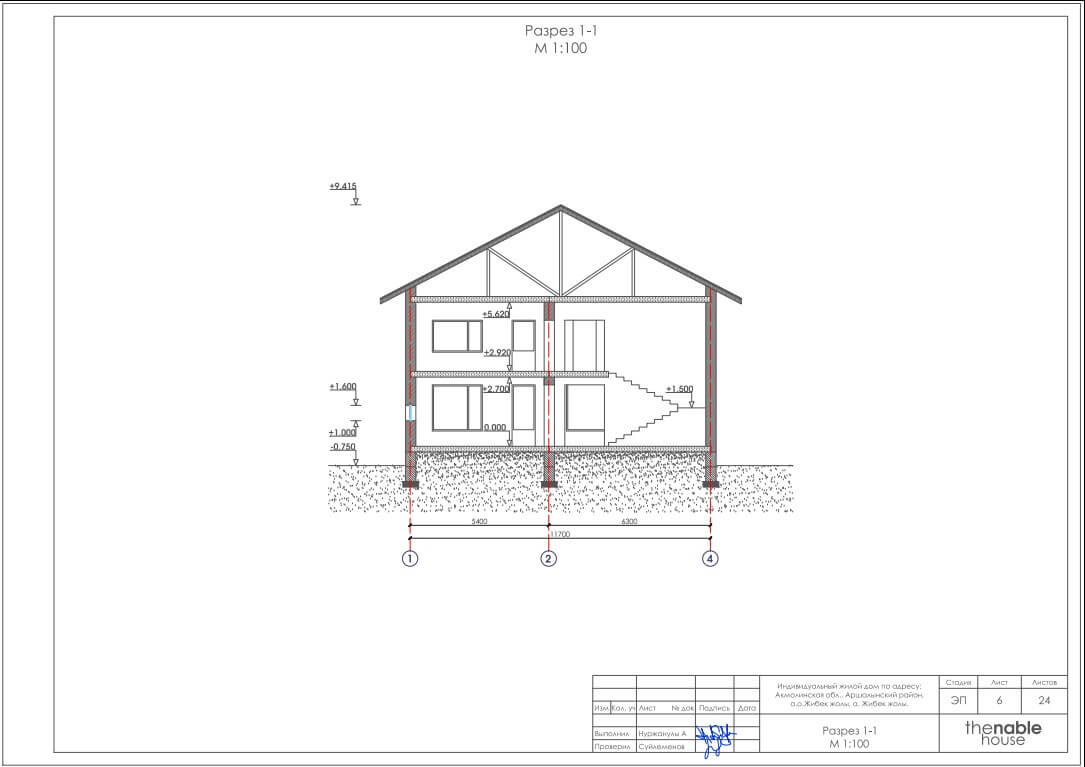 Разрез 1-1
М 1:100
+9.415
+5.620
+2.920
+1.600
+2.700
+1.500
0.000
+1.000
-0.750
5400
6300
11700
1
2
4
Изм.
Кол. уч
Лист
№ док
Подпись
Дата
Выполнил
Нуржанулы А
Проверил
Сулейменов
Индивидуальный жилой дом по адресу:
Акмолинская обл., Аршалынский район,
а.о.Жибек жолы, а. Жибек жолы.
Стадия
Лист
Листов
ЭП
6
24
Разрез 1-1
М 1:100
thenable
house